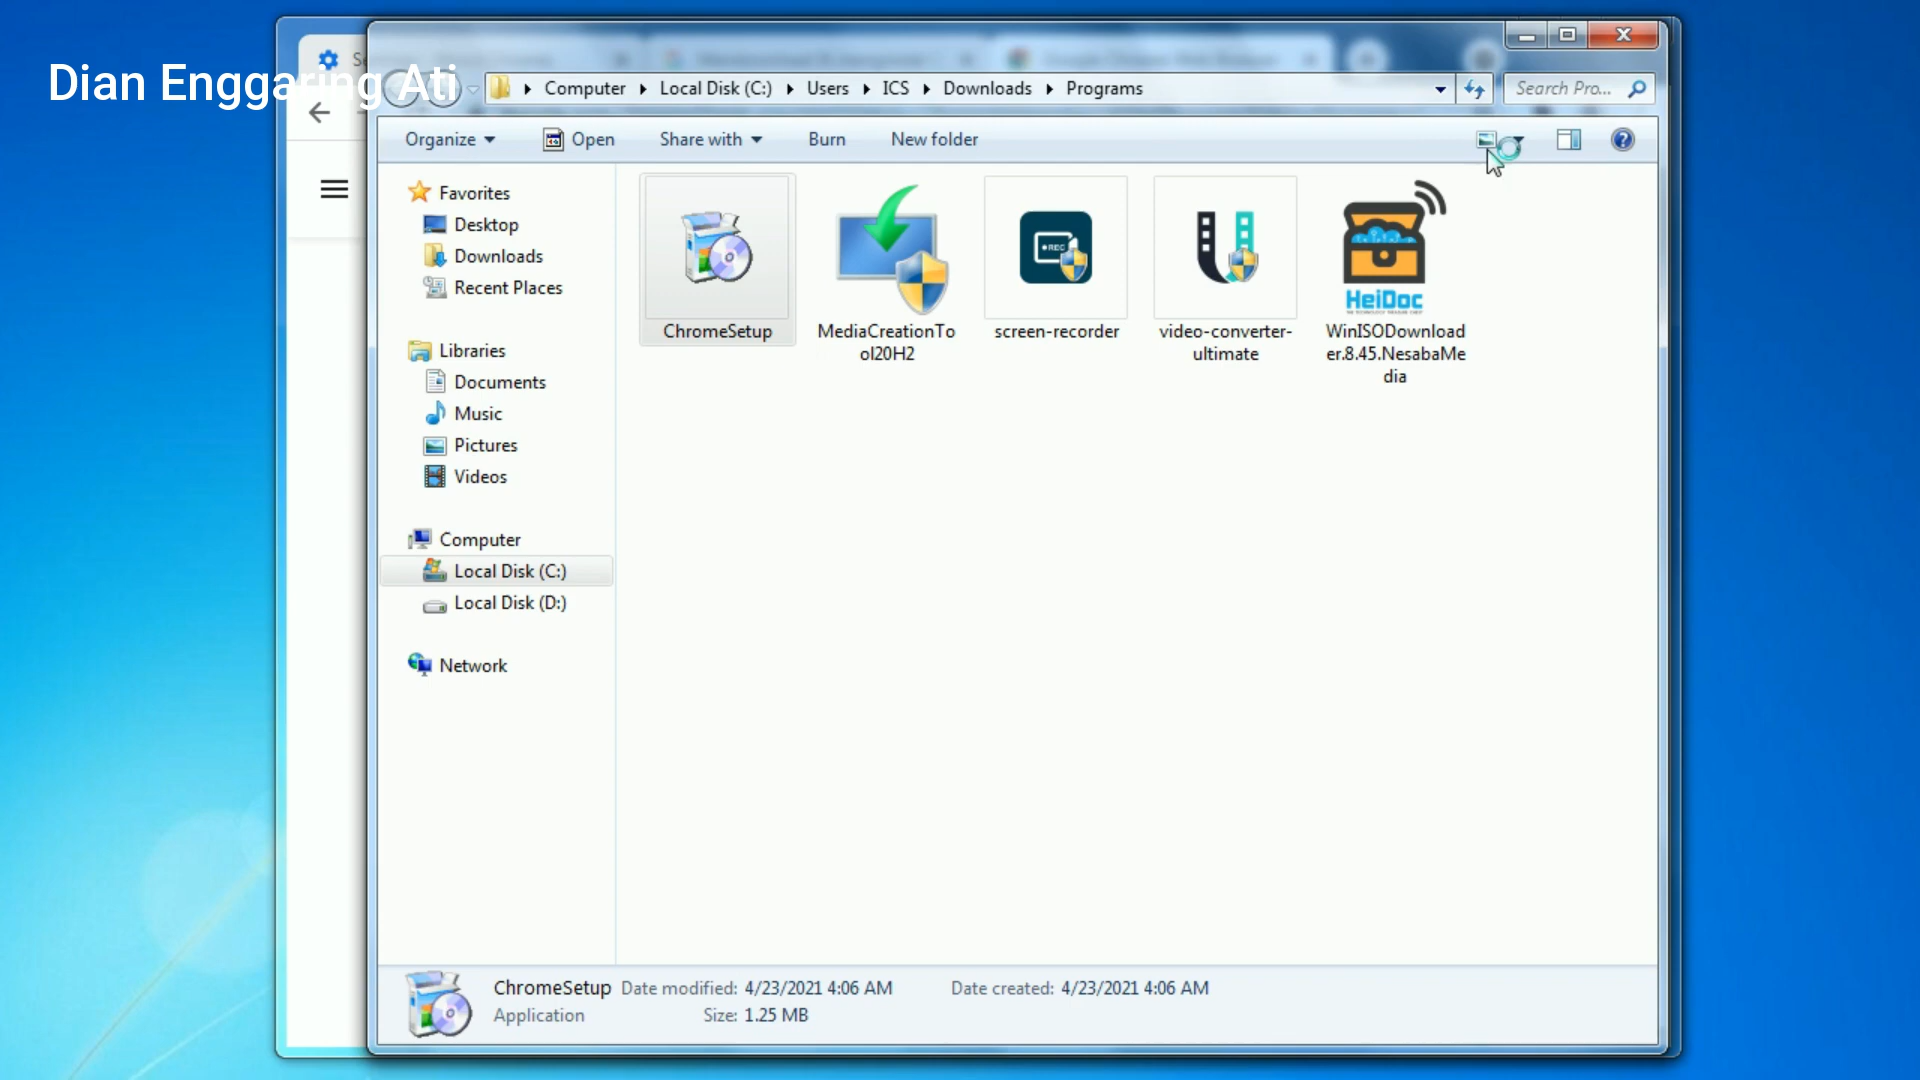 Dian Enggaring Ati
Computer Local Disk (C:) Users ICS Downloads Programs
Search Pro...
Organize Open Share with Burn New folder
Favorites
Desktop
Downloads
Recent Places
Libraries
Documents
Music
Pictures
Videos
Computer
Local Disk (C:)
Local Disk (D:)
Network
ChromeSetup
MediaCreationTo
ol20H2
REC
screen-recorder
video-converter-
ultimate
HeiDoc
WinISODownload
er.8.45.NesabaMe
dia
ChromeSetup Date modified: 4/23/2021 4:06 AM Date created: 4/23/2021 4:06 AM
Application Size: 1.25 MB